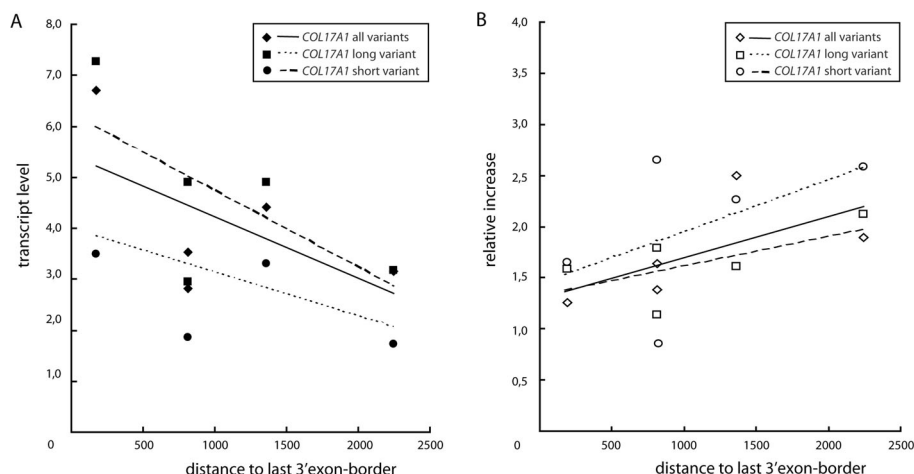 A
8,0
7,0
6,0
5,0
4,0
3,0
2,0
1,0
0
transcript level
COL17A1 all variants
COL17A1 long variant
COL17A1 short variant
500
1000
1500
2000
2500
distance to last 3'exon-border
B
4,0
3,5
3,0
2,5
2,0
1,5
1,0
0,5
0
relative increase
COL17A1 all variants
COL17A1 long variant
COL17A1 short variant
500
1000
1500
2000
2500
distance to last 3'exon-border